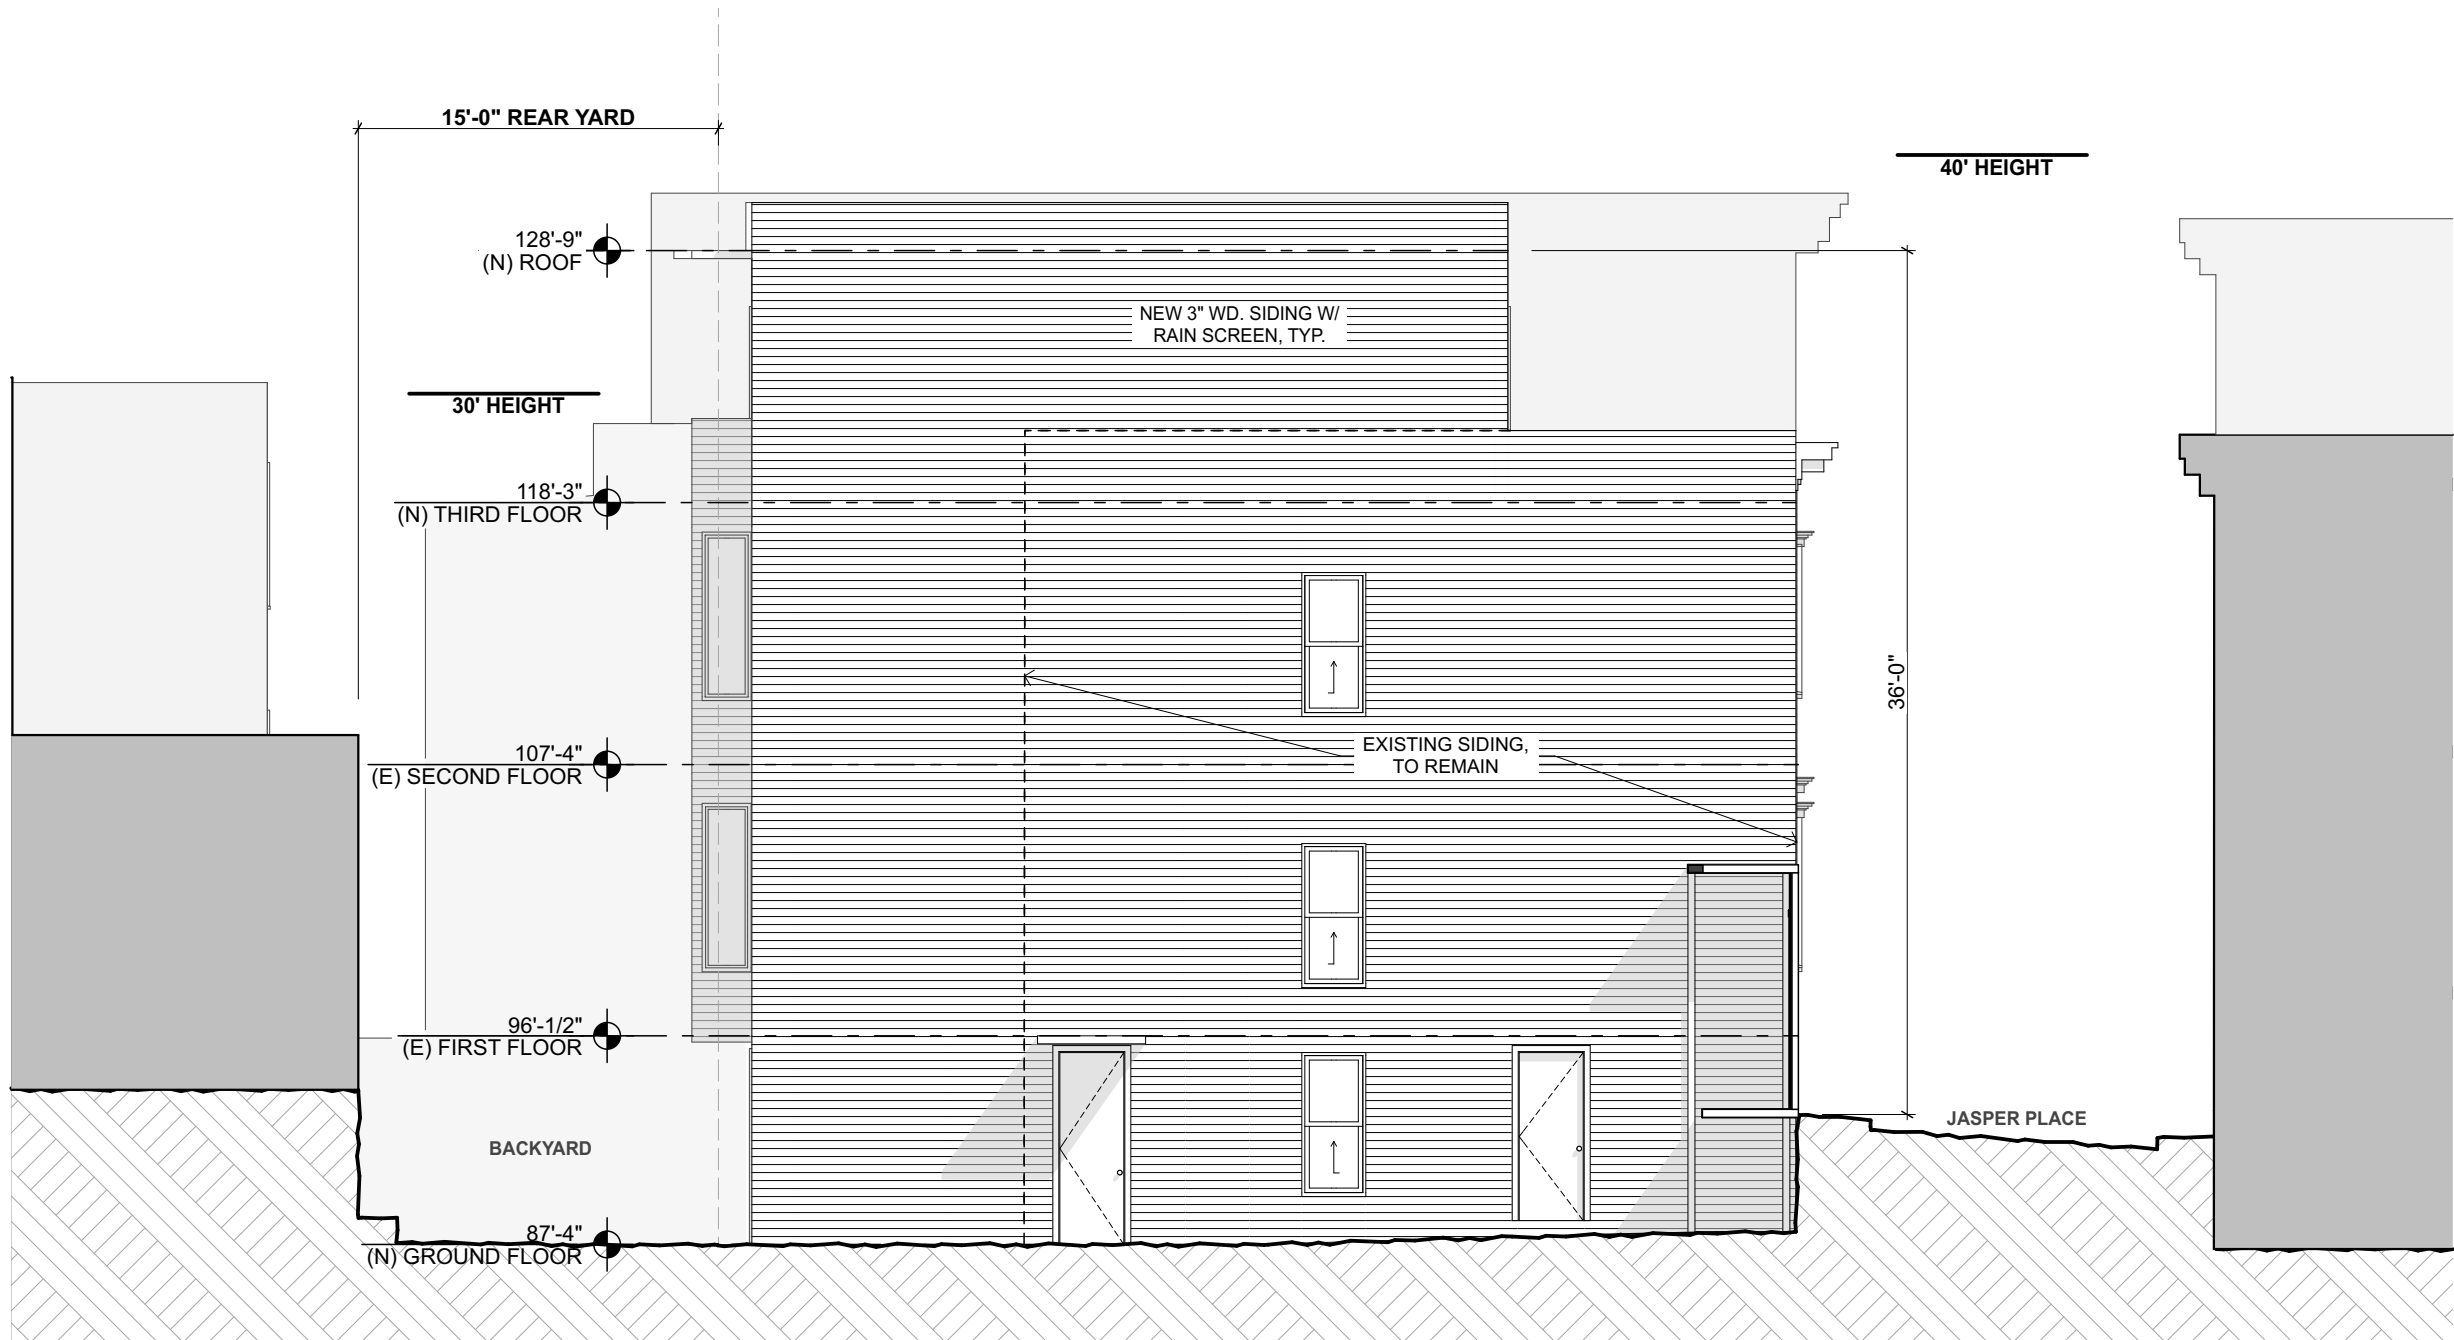 15'-0" REAR YARD
40' HEIGHT
128'-9"
(N) ROOF
NEW 3" WD. SIDING W/
RAIN SCREEN, TYP.
30' HEIGHT
118'-3"
(N) THIRD FLOOR
36'-0"
EXISTING SIDING,
TO REMAIN
107'-4"
(E) SECOND FLOOR
96'-1/2"
(E) FIRST FLOOR
JASPER PLACE
BACKYARD
87'-4"
(N) GROUND FLOOR